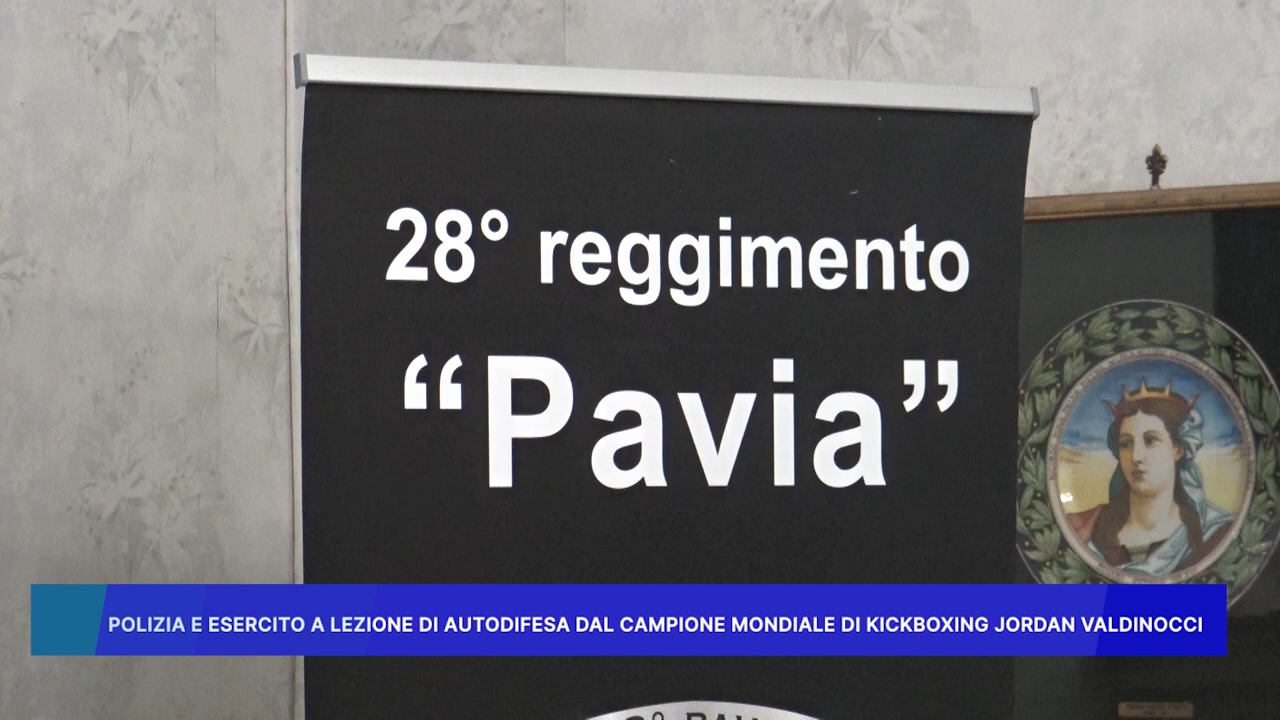 28° reggimento
“Pavia”
POLIZIA E ESERCITO A LEZIONE DI AUTODIFESA DAL CAMPIONE MONDIALE DI KICKBOXING JORDAN VALDINOCCI